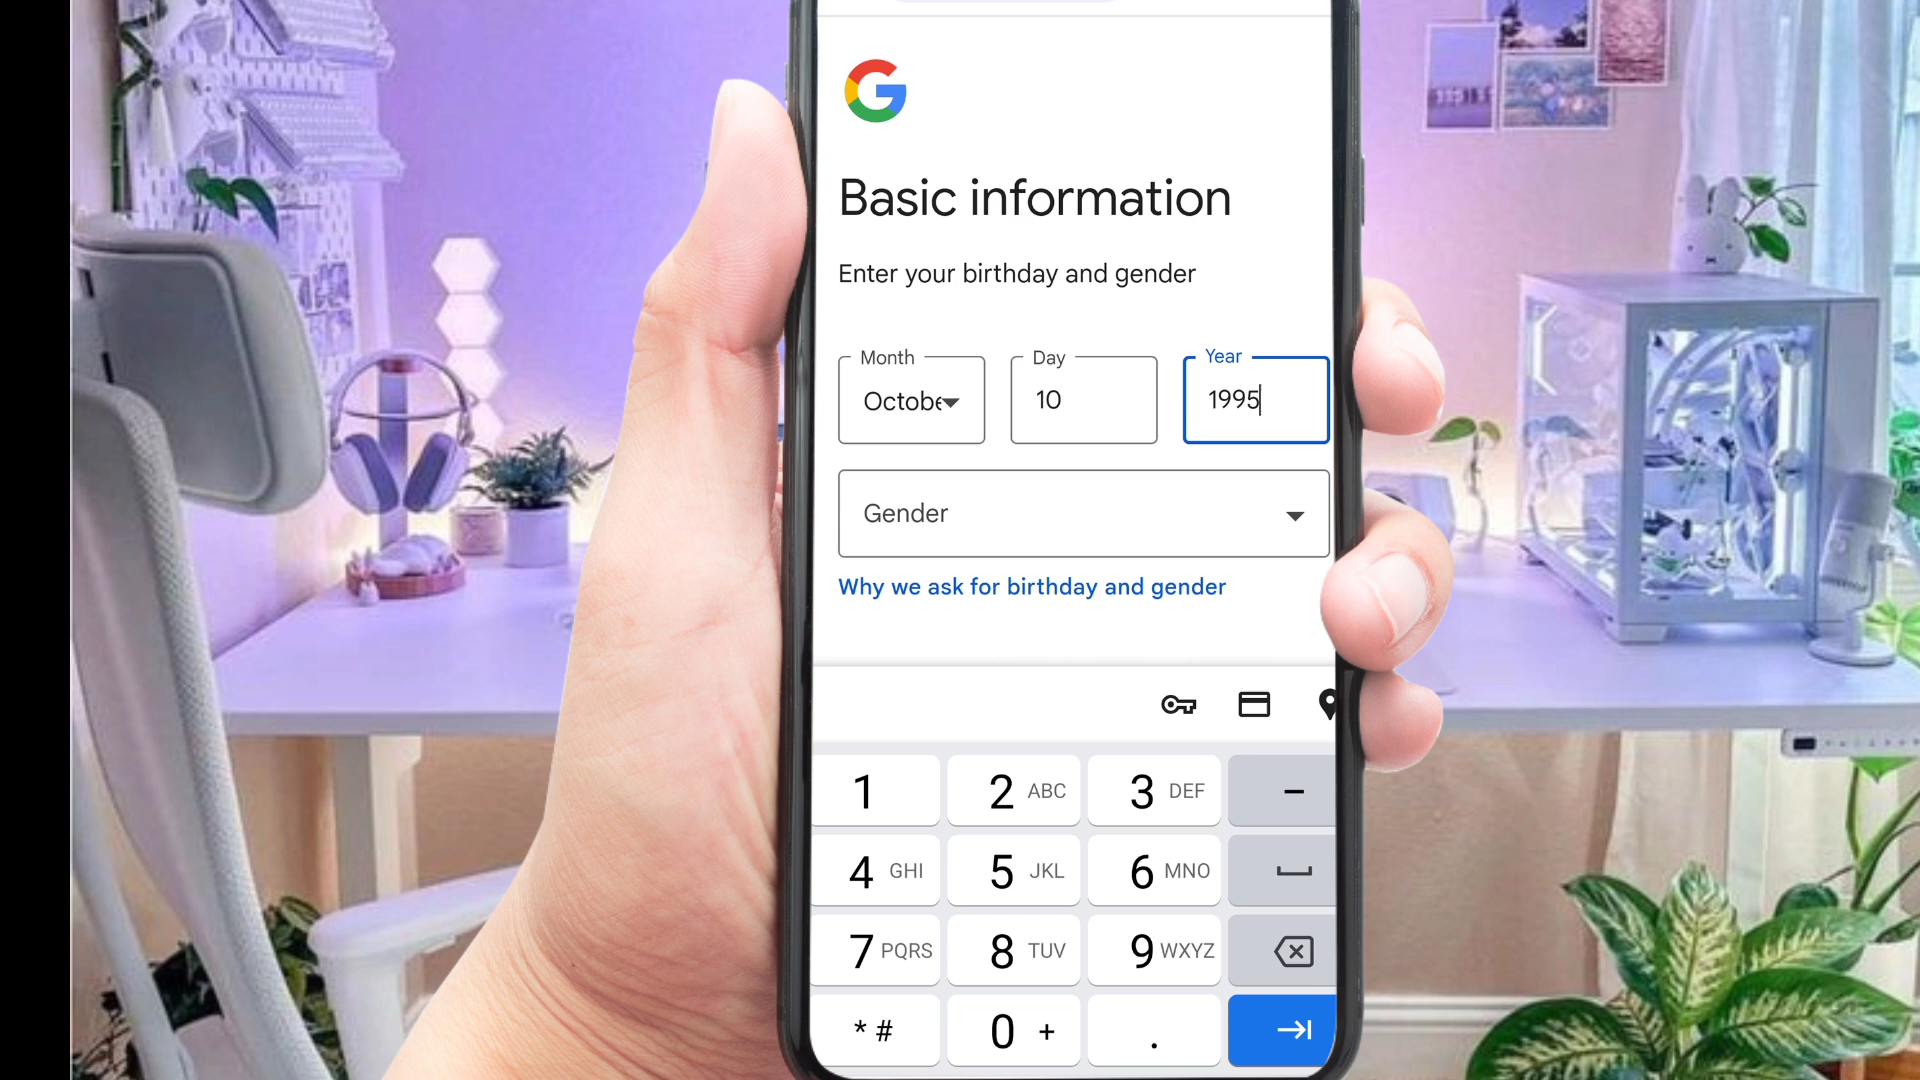 Basic information
Enter your birthday and gender
Month Day Year
Octobe 10 1995
Gender
Why we ask for birthday and gender
1 2 ABC 3 DEF -
4 GHI 5 JKL 6 MNO
7 PQRS 8 TUV 9 WXYZ
* # 0 + .